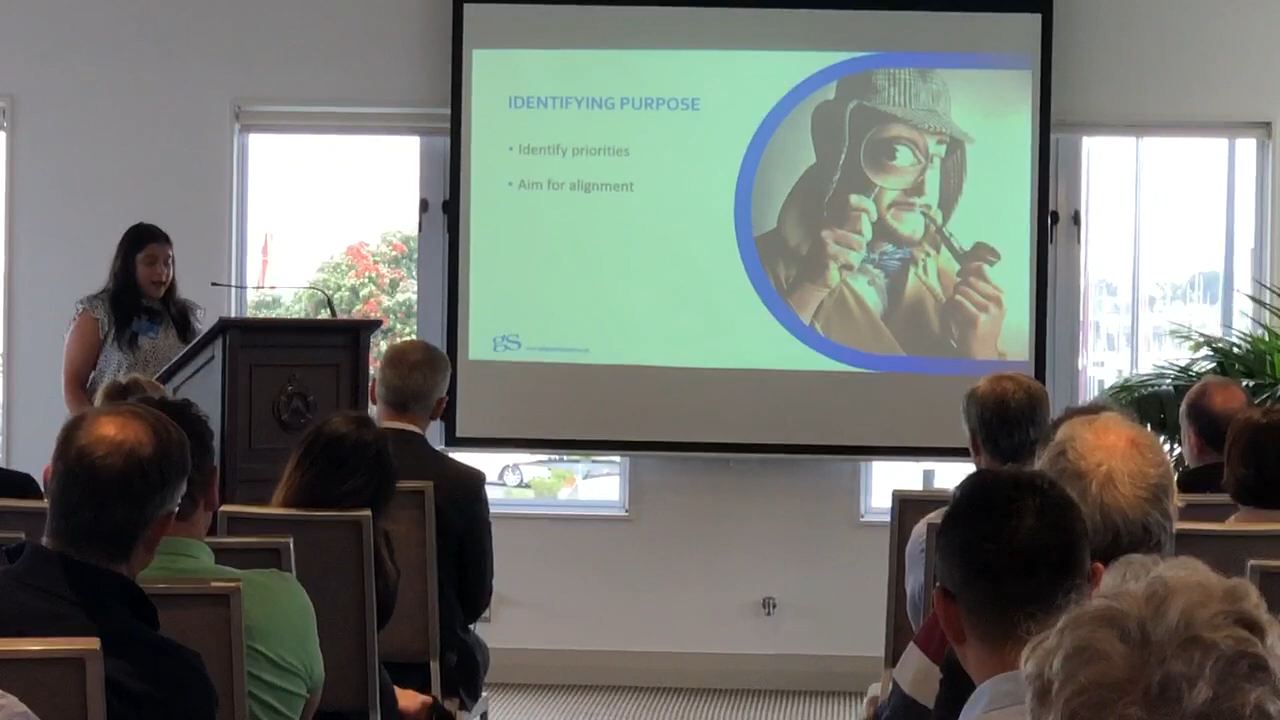 IDENTIFYING PURPOSE
• Identify priorities
• Aim for alignment
gs